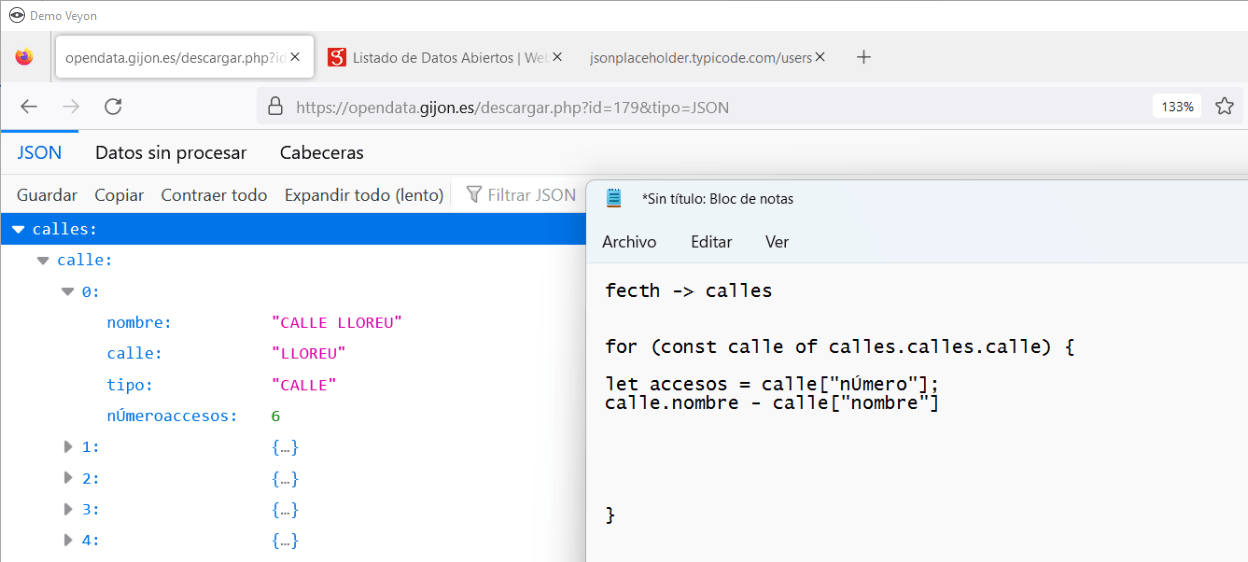 Demo Veyon
opendata.gijon.es/descargar.php?id
Listado de Datos Abiertos | Web
jsonplaceholder.typicode.com/users
https://opendata.gijon.es/descargar.php?id=179&tipo=JSON
133%
JSON Datos sin procesar Cabeceras
Guardar Copiar Contraer todo Expandir todo (lento) Filtrar JSON
calles:
calle:
0:
nombre: "CALLE LLOREU"
calle: "LLOREU"
tipo: "CALLE"
nÚmeroaccesos: 6
1: {…}
2: {…}
3: {…}
4: {…}
*Sin título: Bloc de notas
Archivo Editar Ver
fecth -> calles
for (const calle of calles.calles.calle) {
let accesos = calle["nÚmero"];
calle.nombre - calle["nombre"]
}